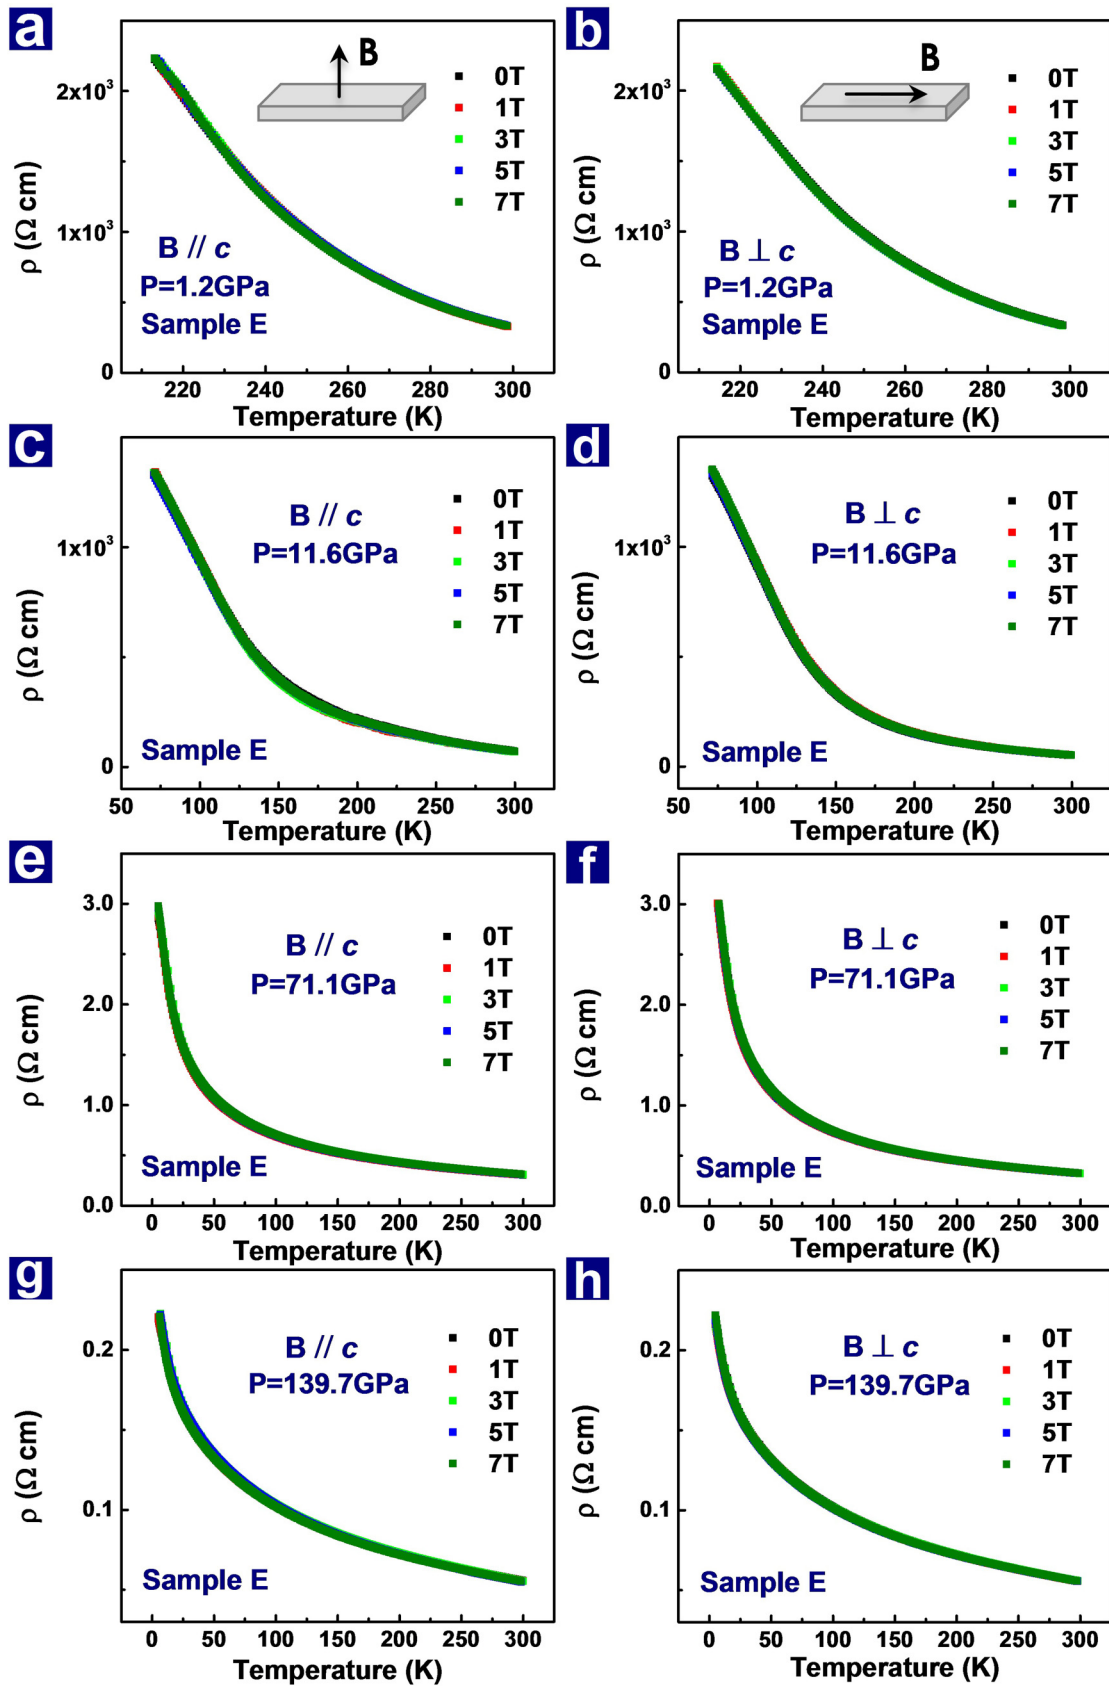 a
B
0T
1T
3T
5T
7T
2x10³
1x10³
0
ρ (Ω cm)
B // c
P=1.2GPa
Sample E
220 240 260 280 300
Temperature (K)
b
B
0T
1T
3T
5T
7T
2x10³
1x10³
0
ρ (Ω cm)
B ⊥ c
P=1.2GPa
Sample E
220 240 260 280 300
Temperature (K)
c
B // c
P=11.6GPa
0T
1T
3T
5T
7T
1x10³
0
ρ (Ω cm)
Sample E
50 100 150 200 250 300
Temperature (K)
d
B ⊥ c
P=11.6GPa
0T
1T
3T
5T
7T
1x10³
0
ρ (Ω cm)
Sample E
50 100 150 200 250 300
Temperature (K)
e
3.0
2.0
1.0
0.0
ρ (Ω cm)
B // c
P=71.1GPa
0T
1T
3T
5T
7T
Sample E
0 50 100 150 200 250 300
Temperature (K)
f
3.0
2.0
1.0
0.0
ρ (Ω cm)
B ⊥ c
P=71.1GPa
0T
1T
3T
5T
7T
Sample E
0 50 100 150 200 250 300
Temperature (K)
g
0.2
0.1
ρ (Ω cm)
B // c
P=139.7GPa
0T
1T
3T
5T
7T
Sample E
0 50 100 150 200 250 300
Temperature (K)
h
0.2
0.1
ρ (Ω cm)
B ⊥ c
P=139.7GPa
0T
1T
3T
5T
7T
Sample E
0 50 100 150 200 250 300
Temperature (K)